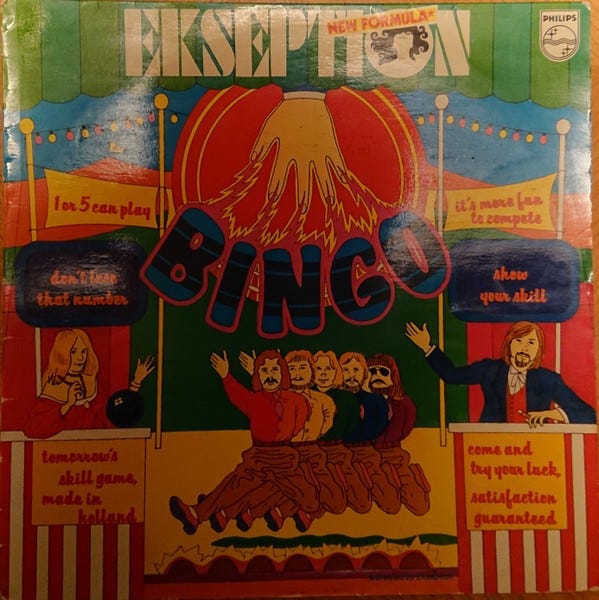 EKSEPTION
NEW FORMULA*
PHILIPS
1 or 5 can play
it's more fun
to compete
BINGO
don't lose
that number
show
your skill
tomorrow's
skill game,
made in
holland
come and
try your luck,
satisfaction
guaranteed